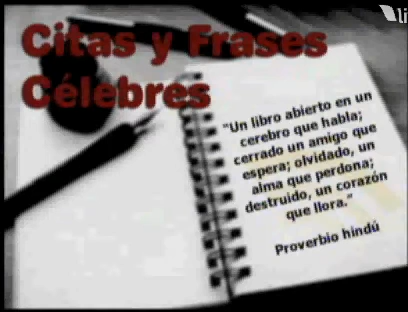 Citas y Frases
Célebres
"Un libro abierto en un
cerebro que habla;
cerrado un amigo que
espera; olvidado, un
alma que perdona;
destruido, un corazón
que llora."
Proverbio hindú